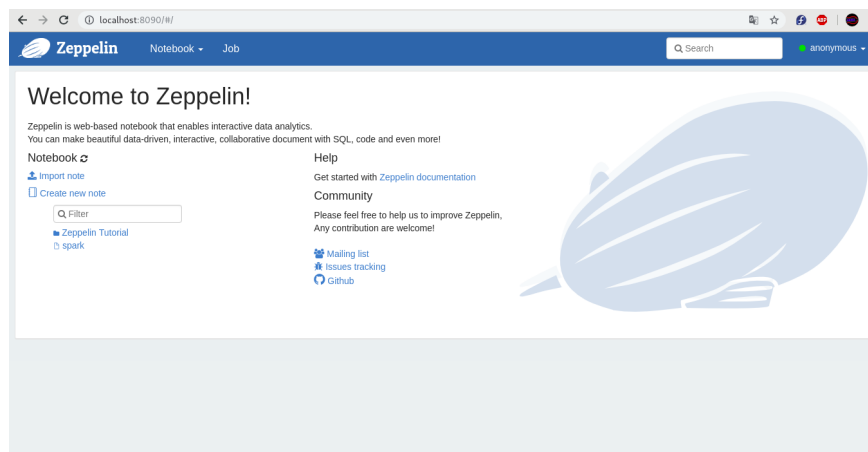 localhost:8090/#/
ABP
Zeppelin Notebook Job Search anonymous
Welcome to Zeppelin!
Zeppelin is web-based notebook that enables interactive data analytics.
You can make beautiful data-driven, interactive, collaborative document with SQL, code and even more!
Notebook
Import note
Create new note
Filter
Zeppelin Tutorial
spark
Help
Get started with Zeppelin documentation
Community
Please feel free to help us to improve Zeppelin,
Any contribution are welcome!
Mailing list
Issues tracking
Github